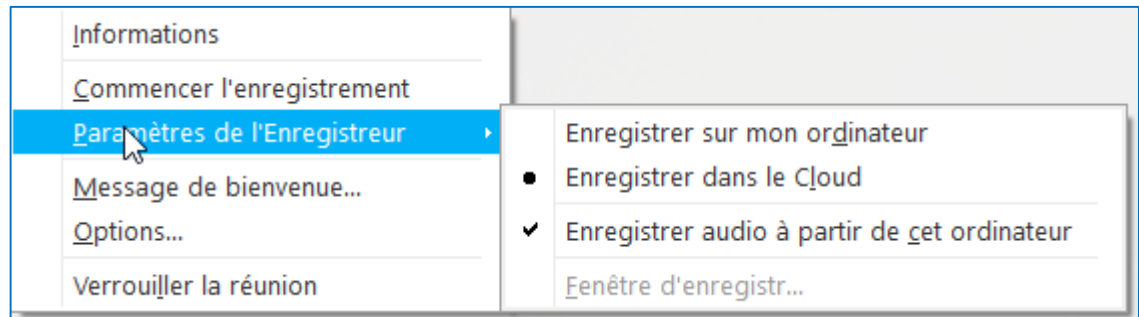 Informations
Commencer l'enregistrement
Paramètres de l'Enregistreur
Message de bienvenue...
Options...
Verrouiller la réunion
Enregistrer sur mon ordinateur
Enregistrer dans le Cloud
Enregistrer audio à partir de cet ordinateur
Fenêtre d'enregistr...